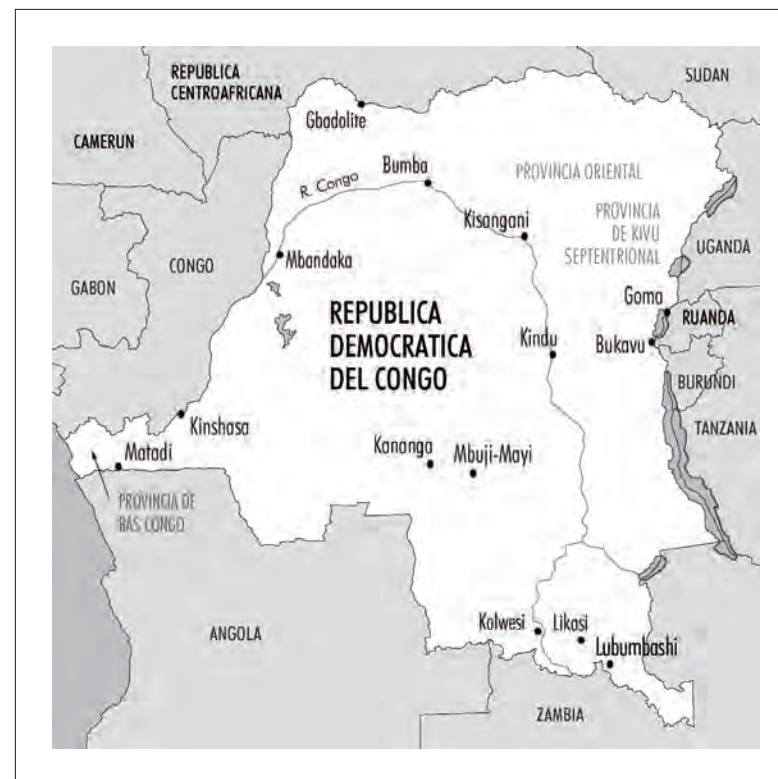 REPUBLICA
CENTROAFRICANA
SUDAN
CAMERUN
Gbadolite
Bumba
R. Congo
PROVINCIA ORIENTAL
Kisangani
PROVINCIA
DE KIVU
SEPTENTRIONAL
UGANDA
CONGO
Mbandaka
GABON
Goma
RUANDA
REPUBLICA
DEMOCRATICA
DEL CONGO
Kindu
Bukavu
BURUNDI
TANZANIA
Kinshasa
Matadi
Kananga
Mbuji-Mayi
PROVINCIA DE
BAS CONGO
ANGOLA
Kolwesi
Likasi
Lubumbashi
ZAMBIA